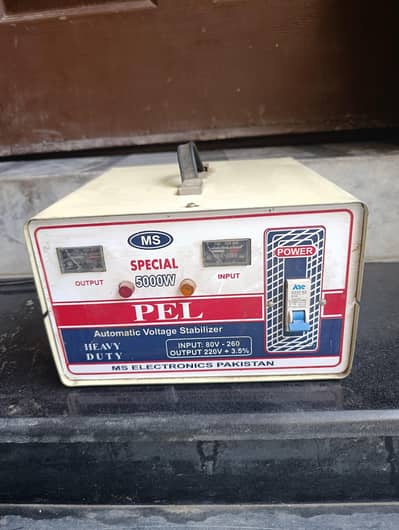 MS
SPECIAL
5000W
OUTPUT
INPUT
POWER
PEL
Automatic Voltage Stabilizer
HEAVY
DUTY
INPUT: 80V - 260
OUTPUT 220V + 3.5%
MS ELECTRONICS PAKISTAN